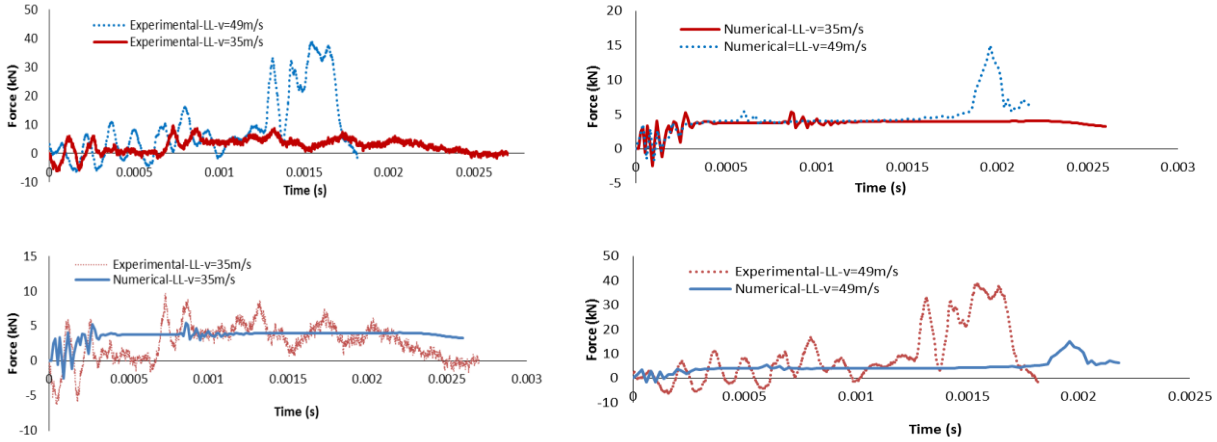 50
40
30
20
10
0
-10
Force (kN)
Experimental-LL-v=49m/s
Experimental-LL-v=35m/s
0 0.0005 0.001 0.0015 0.002 0.0025
Time (s)
20
15
10
5
0
-5
Force (kN)
Numerical-LL-v=35m/s
Numerical=LL-v=49m/s
0 0.0005 0.001 0.0015 0.002 0.0025 0.003
Time (s)
15
10
5
0
-5
-10
Force (kN)
Experimental-LL-v=35m/s
Numerical-LL-v=35m/s
0 0.0005 0.001 0.0015 0.002 0.0025 0.003
Time (s)
50
40
30
20
10
0
-10
Force (kN)
Experimental-LL-v=49m/s
Numerical-LL-v=49m/s
0 0.0005 0.001 0.0015 0.002 0.0025
Time (s)